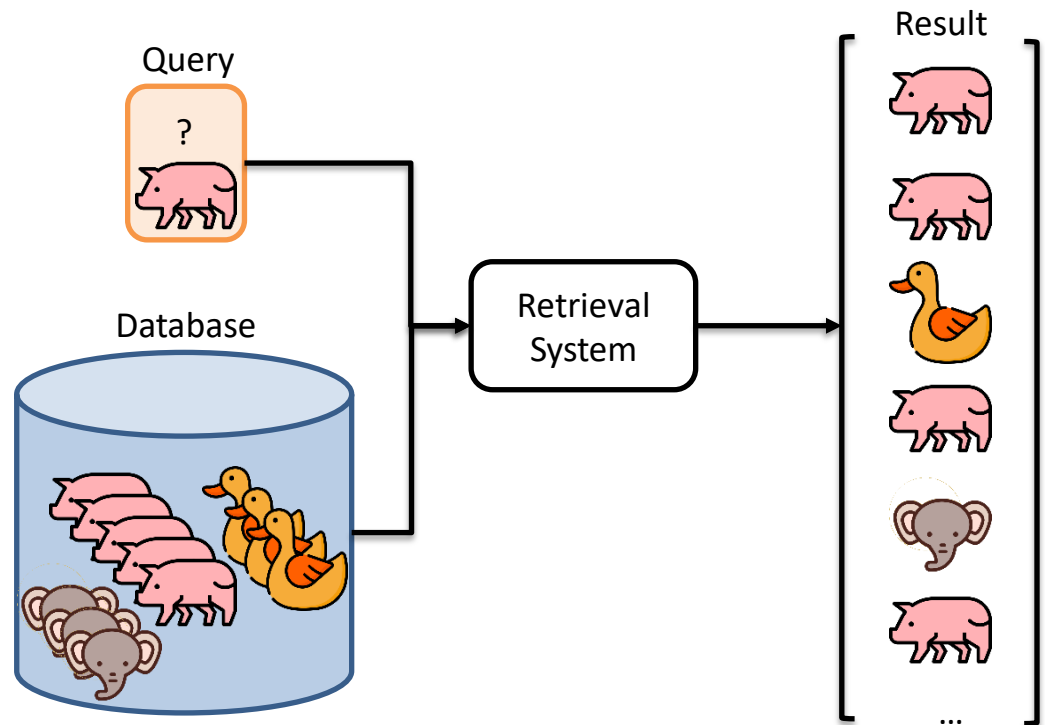 Query
?
Database
Retrieval
System
Result
...